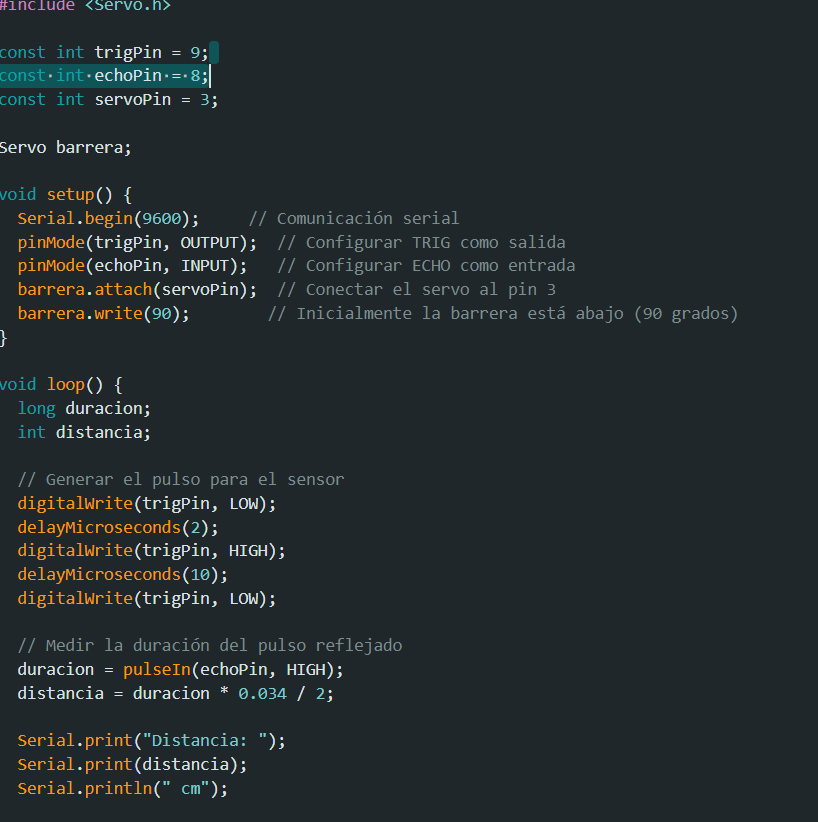 #include <Servo.h>
const int trigPin = 9;
const int echoPin = 8;
const int servoPin = 3;
Servo barrera;
void setup() {
  Serial.begin(9600);     // Comunicación serial
  pinMode(trigPin, OUTPUT);  // Configurar TRIG como salida
  pinMode(echoPin, INPUT);   // Configurar ECHO como entrada
  barrera.attach(servoPin);  // Conectar el servo al pin 3
  barrera.write(90);        // Inicialmente la barrera está abajo (90 grados)
}
void loop() {
  long duracion;
  int distancia;
  // Generar el pulso para el sensor
  digitalWrite(trigPin, LOW);
  delayMicroseconds(2);
  digitalWrite(trigPin, HIGH);
  delayMicroseconds(10);
  digitalWrite(trigPin, LOW);
  // Medir la duración del pulso reflejado
  duracion = pulseIn(echoPin, HIGH);
  distancia = duracion * 0.034 / 2;
  Serial.print("Distancia: ");
  Serial.print(distancia);
  Serial.println(" cm");